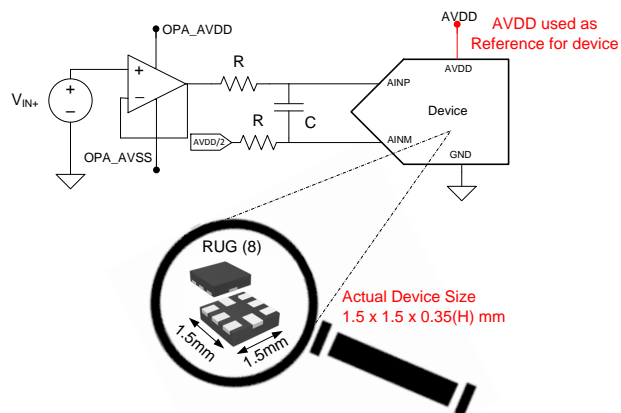 OPA_AVDD
AVDD
AVDD used as
Reference for device
R
+
+
−
−
VIN+
AINP
AVDD
Device
C
R
AVDD/2
AINM
GND
OPA_AVSS
RUG (8)
1.5mm
1.5mm
Actual Device Size
1.5 x 1.5 x 0.35(H) mm